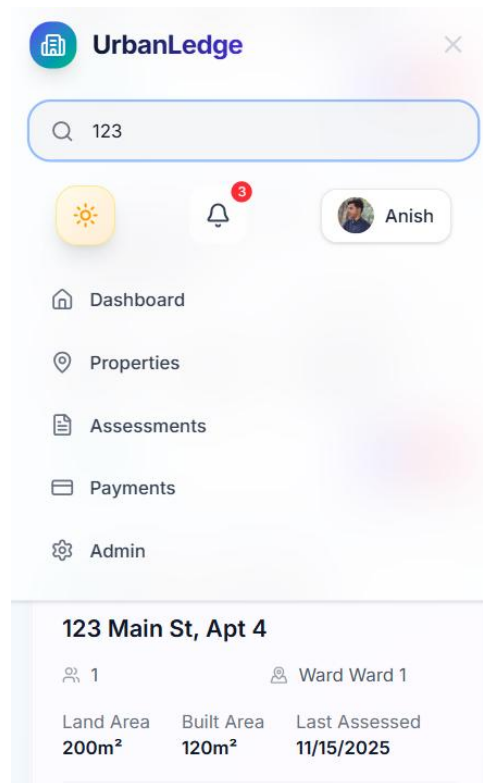 UrbanLedge
123
3
Anish
Dashboard
Properties
Assessments
Payments
Admin
123 Main St, Apt 4
1 Ward Ward 1
Land Area Built Area Last Assessed
200m² 120m² 11/15/2025